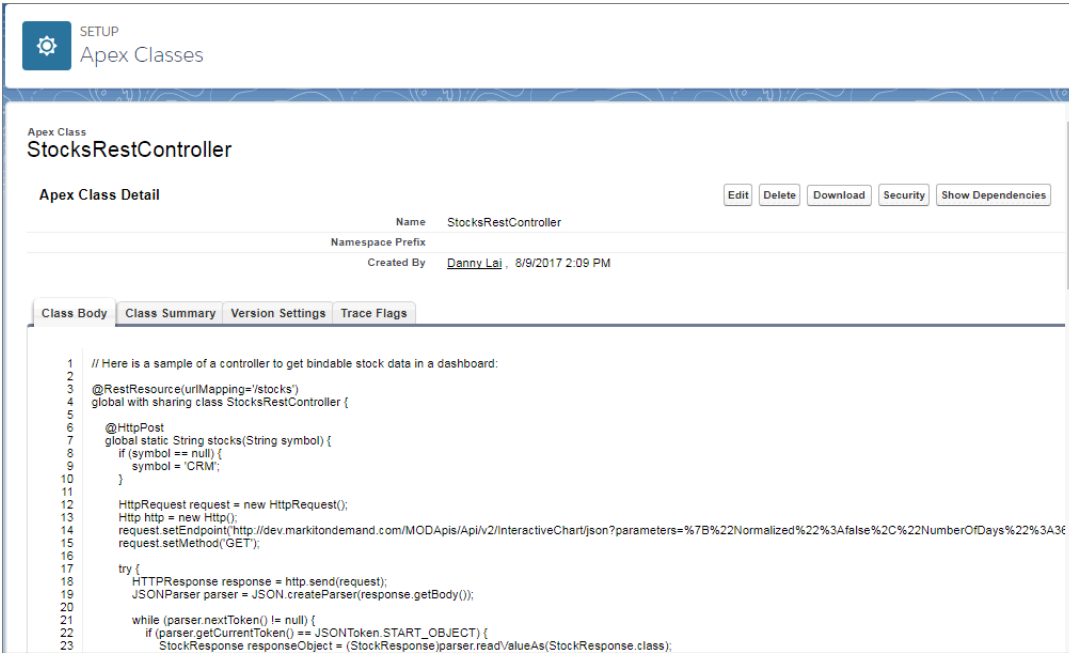 SETUP
Apex Classes
Apex Class
StocksRestController
Apex Class Detail
Edit Delete Download Security Show Dependencies
Name StocksRestController
Namespace Prefix
Created By Danny Lai , 8/9/2017 2:09 PM
Class Body Class Summary Version Settings Trace Flags
1 // Here is a sample of a controller to get bindable stock data in a dashboard:
2
3 @RestResource(urlMapping='/stocks')
4 global with sharing class StocksRestController {
5
6 @HttpPost
7 global static String stocks(String symbol) {
8 if (symbol == null) {
9 symbol = 'CRM';
10 }
11
12 HttpRequest request = new HttpRequest();
13 Http http = new Http();
14 request.setEndpoint('http://dev.markitondemand.com/MODApis/Api/v2/InteractiveChart/json?parameters=%7B%22Normalized%22%3Afalse%2C%22NumberOfDays%22%3A36
15 request.setMethod('GET');
16
17 try {
18 HTTPResponse response = http.send(request);
19 JSONParser parser = JSON.createParser(response.getBody());
20
21 while (parser.nextToken() != null) {
22 if (parser.getCurrentToken() == JSONToken.START_OBJECT) {
23 StockResponse responseObject = (StockResponse)parser.readValueAs(StockResponse.class);